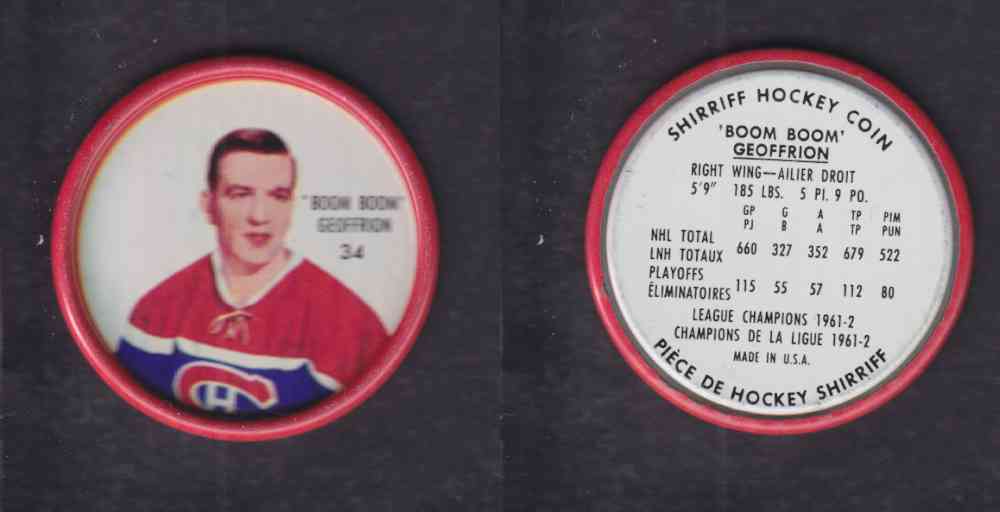 "BOOM BOOM"
GEOFFRION
34
SHIRRIFF HOCKEY COIN
'BOOM BOOM'
GEOFFRION
RIGHT WING—AILIER DROIT
5'9" 185 LBS. 5 PI. 9 PO.
GP G A TP PIM
PJ B A TP PUN
NHL TOTAL
LNH TOTAUX 660 327 352 679 522
PLAYOFFS
ÉLIMINATOIRES 115 55 57 112 80
LEAGUE CHAMPIONS 1961-2
CHAMPIONS DE LA LIGUE 1961-2
MADE IN U.S.A.
PIÈCE DE HOCKEY SHIRRIFF